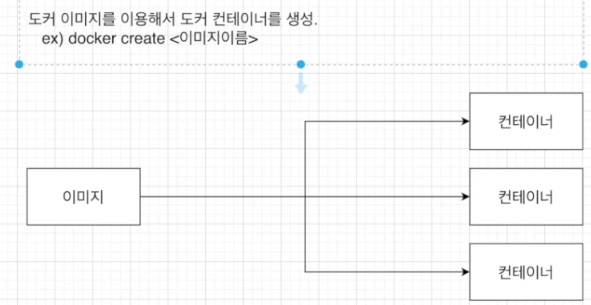 도커 이미지를 이용해서 도커 컨테이너를 생성.
ex) docker create <이미지이름>
컨테이너
이미지
컨테이너
컨테이너